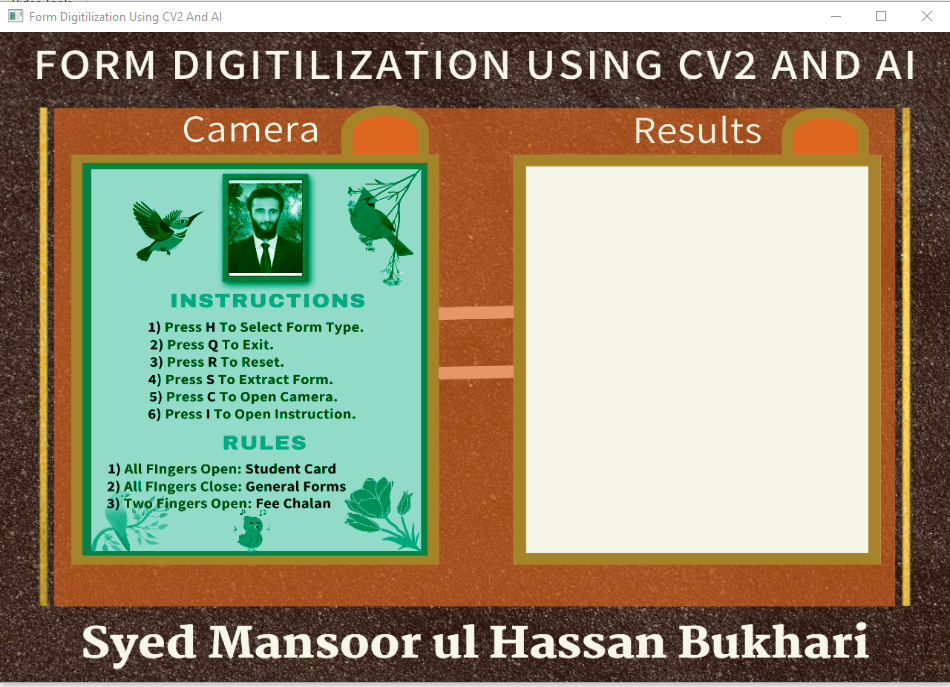 Form Digitilization Using CV2 And AI
FORM DIGITILIZATION USING CV2 AND AI
Camera
Results
INSTRUCTIONS
1) Press H To Select Form Type.
2) Press Q To Exit.
3) Press R To Reset.
4) Press S To Extract Form.
5) Press C To Open Camera.
6) Press I To Open Instruction.
RULES
1) All FIngers Open: Student Card
2) All Fingers Close: General Forms
3) Two Fingers Open: Fee Chalan
Syed Mansoor ul Hassan Bukhari